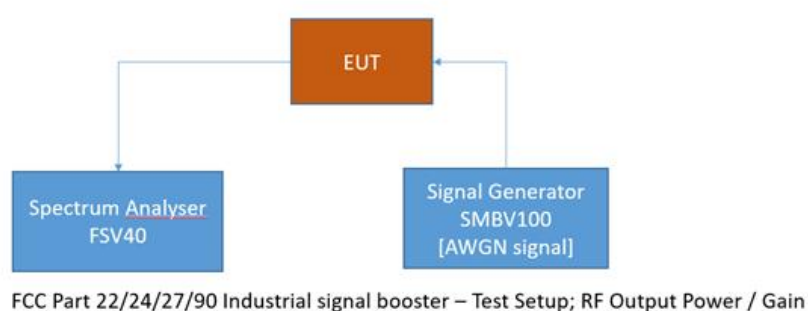 EUT
Spectrum Analyser
FSV40
Signal Generator
SMBV100
[AWGN signal]
FCC Part 22/24/27/90 Industrial signal booster – Test Setup; RF Output Power / Gain